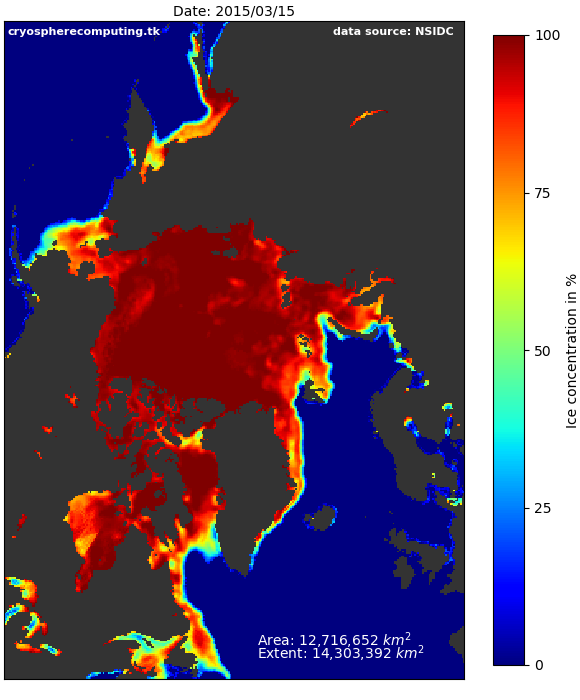 Date: 2015/03/15
cryospherecomputing.tk
data source: NSIDC
100
75
50
25
0
Ice concentration in %
Area: 12,716,652 km²
Extent: 14,303,392 km²